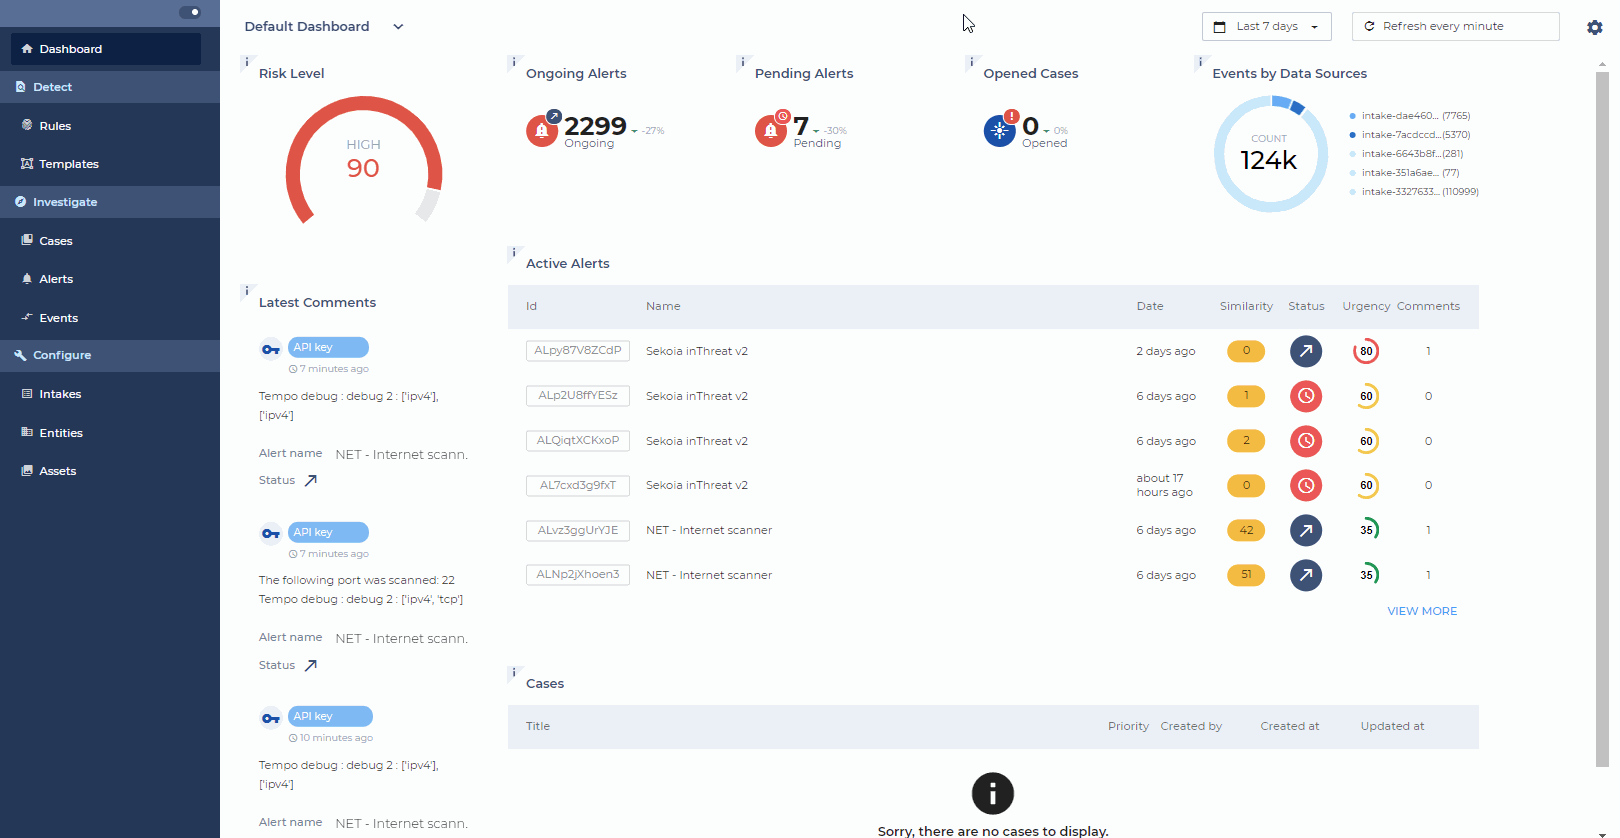 Dashboard
Detect
Rules
Templates
Investigate
Cases
Alerts
Events
Configure
Intakes
Entities
Assets
Default Dashboard
Last 7 days
Refresh every minute
Risk Level
HIGH
90
Ongoing Alerts
2299 -27%
Ongoing
Pending Alerts
7 -30%
Pending
Opened Cases
0 0%
Opened
Events by Data Sources
COUNT
124k
intake-dae460... (7765)
intake-7acdccd...(5370)
intake-6643b8f...(281)
intake-351a6ae... (77)
intake-3327633... (110999)
Latest Comments
API key
7 minutes ago
Tempo debug : debug 2 : ['ipv4'],
['ipv4']
Alert name NET - Internet scann.
Status
API key
7 minutes ago
The following port was scanned: 22
Tempo debug : debug 2 : ['ipv4', 'tcp']
Alert name NET - Internet scann.
Status
API key
10 minutes ago
Tempo debug : debug 2 : ['ipv4'],
['ipv4']
Alert name NET - Internet scann.
Active Alerts
Id Name Date Similarity Status Urgency Comments
ALpy87V8ZCdP Sekoia inThreat v2 2 days ago 0 80 1
ALp2U8ffYESz Sekoia inThreat v2 6 days ago 1 60 0
ALQiqtXCKxoP Sekoia inThreat v2 6 days ago 2 60 0
AL7cxd3g9fxT Sekoia inThreat v2 about 17 hours ago 0 60 0
ALvz3ggUrYJE NET - Internet scanner 6 days ago 42 35 1
ALNp2jXhoen3 NET - Internet scanner 6 days ago 51 35 1
VIEW MORE
Cases
Title Priority Created by Created at Updated at
Sorry, there are no cases to display.